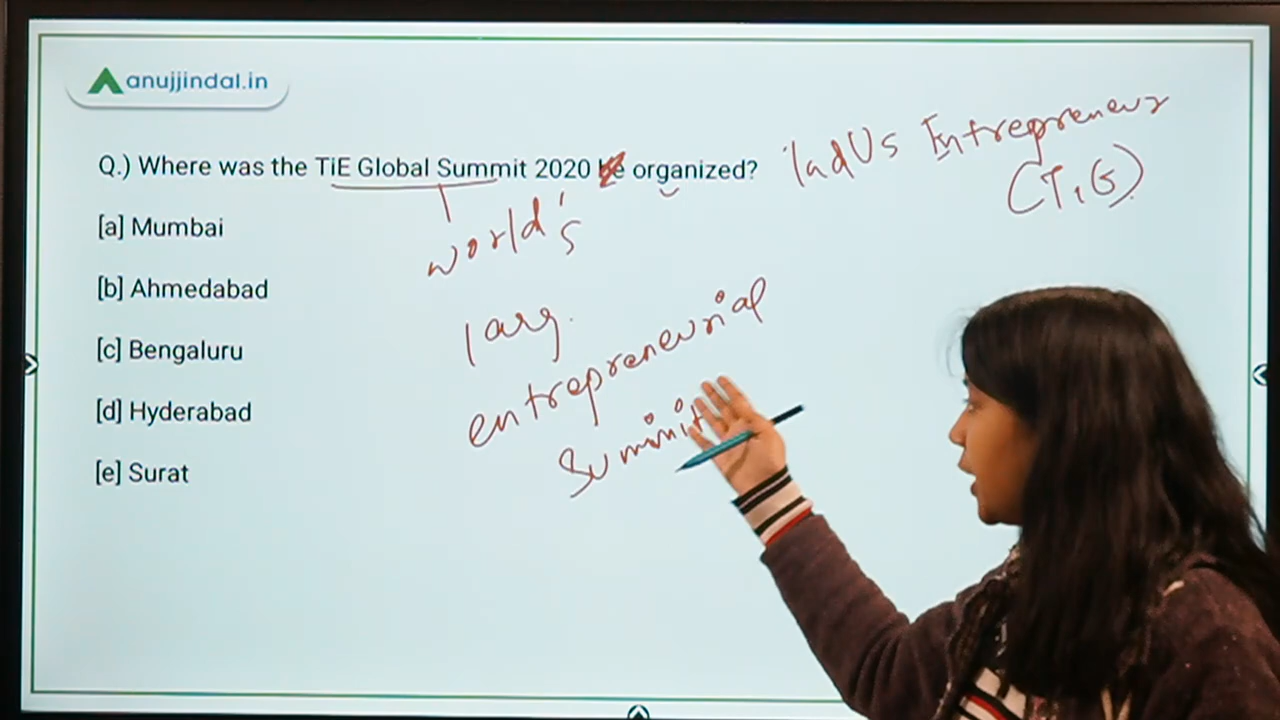 anujjindal.in
Q.) Where was the TiE Global Summit 2020 be organized?
IndUs Entrepreneur
(TiE)
[a] Mumbai
world's
[b] Ahmedabad
larg.
[c] Bengaluru
entrepreneurial
[d] Hyderabad
summit
[e] Surat